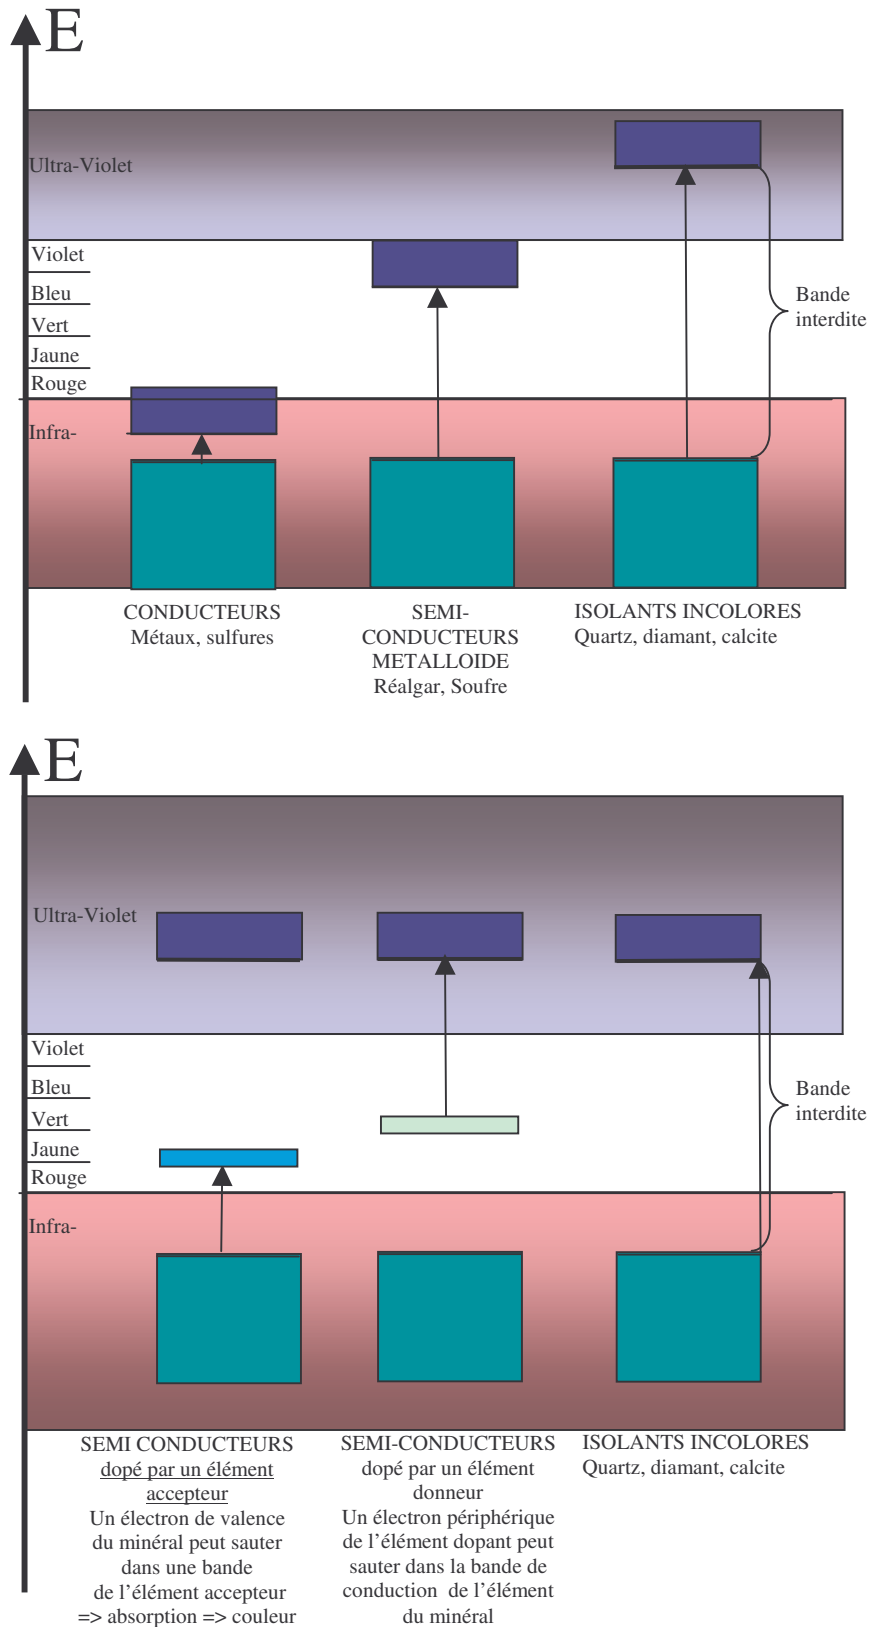 E
Ultra-Violet
Violet
Bleu
Vert
Jaune
Rouge
Infra-
Bande
interdite
CONDUCTEURS
Métaux, sulfures
SEMI-
CONDUCTEURS
METALLOIDE
Réalgar, Soufre
ISOLANTS INCOLORES
Quartz, diamant, calcite
E
Ultra-Violet
Violet
Bleu
Vert
Jaune
Rouge
Infra-
Bande
interdite
SEMI CONDUCTEURS
dopé par un élément
accepteur
Un électron de valence
du minéral peut sauter
dans une bande
de l'élément accepteur
=> absorption => couleur
SEMI-CONDUCTEURS
dopé par un élément
donneur
Un électron périphérique
de l'élément dopant peut
sauter dans la bande de
conduction de l'élément
du minéral
ISOLANTS INCOLORES
Quartz, diamant, calcite